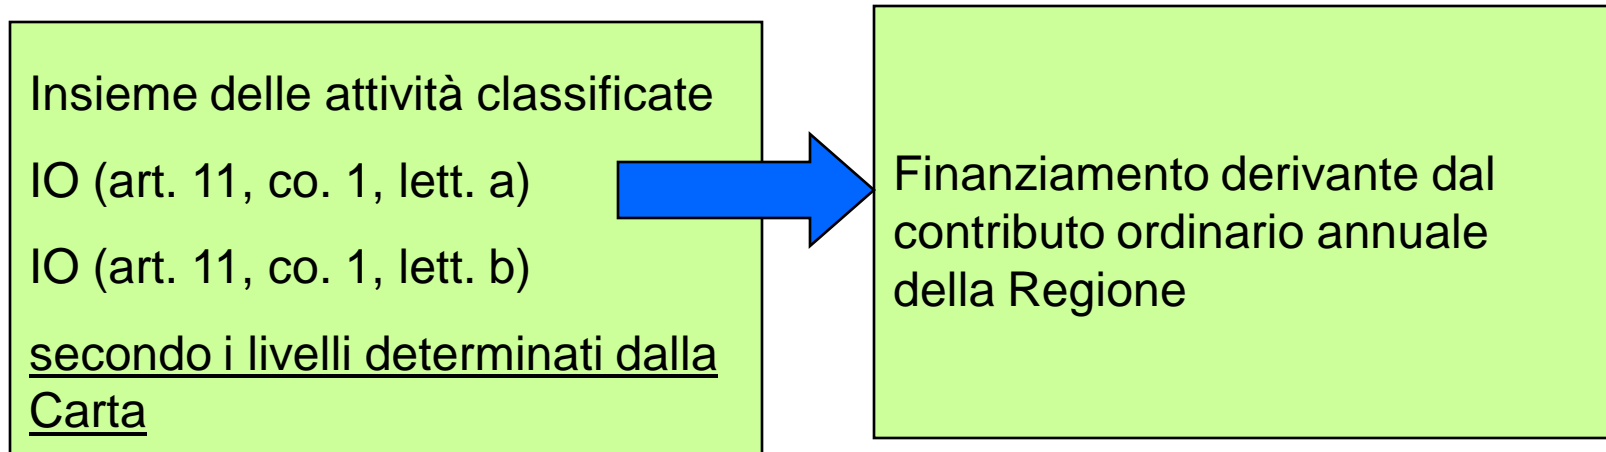 Insieme delle attività classificate
IO (art. 11, co. 1, lett. a)
IO (art. 11, co. 1, lett. b)
secondo i livelli determinati dalla
Carta
Finanziamento derivante dal
contributo ordinario annuale
della Regione